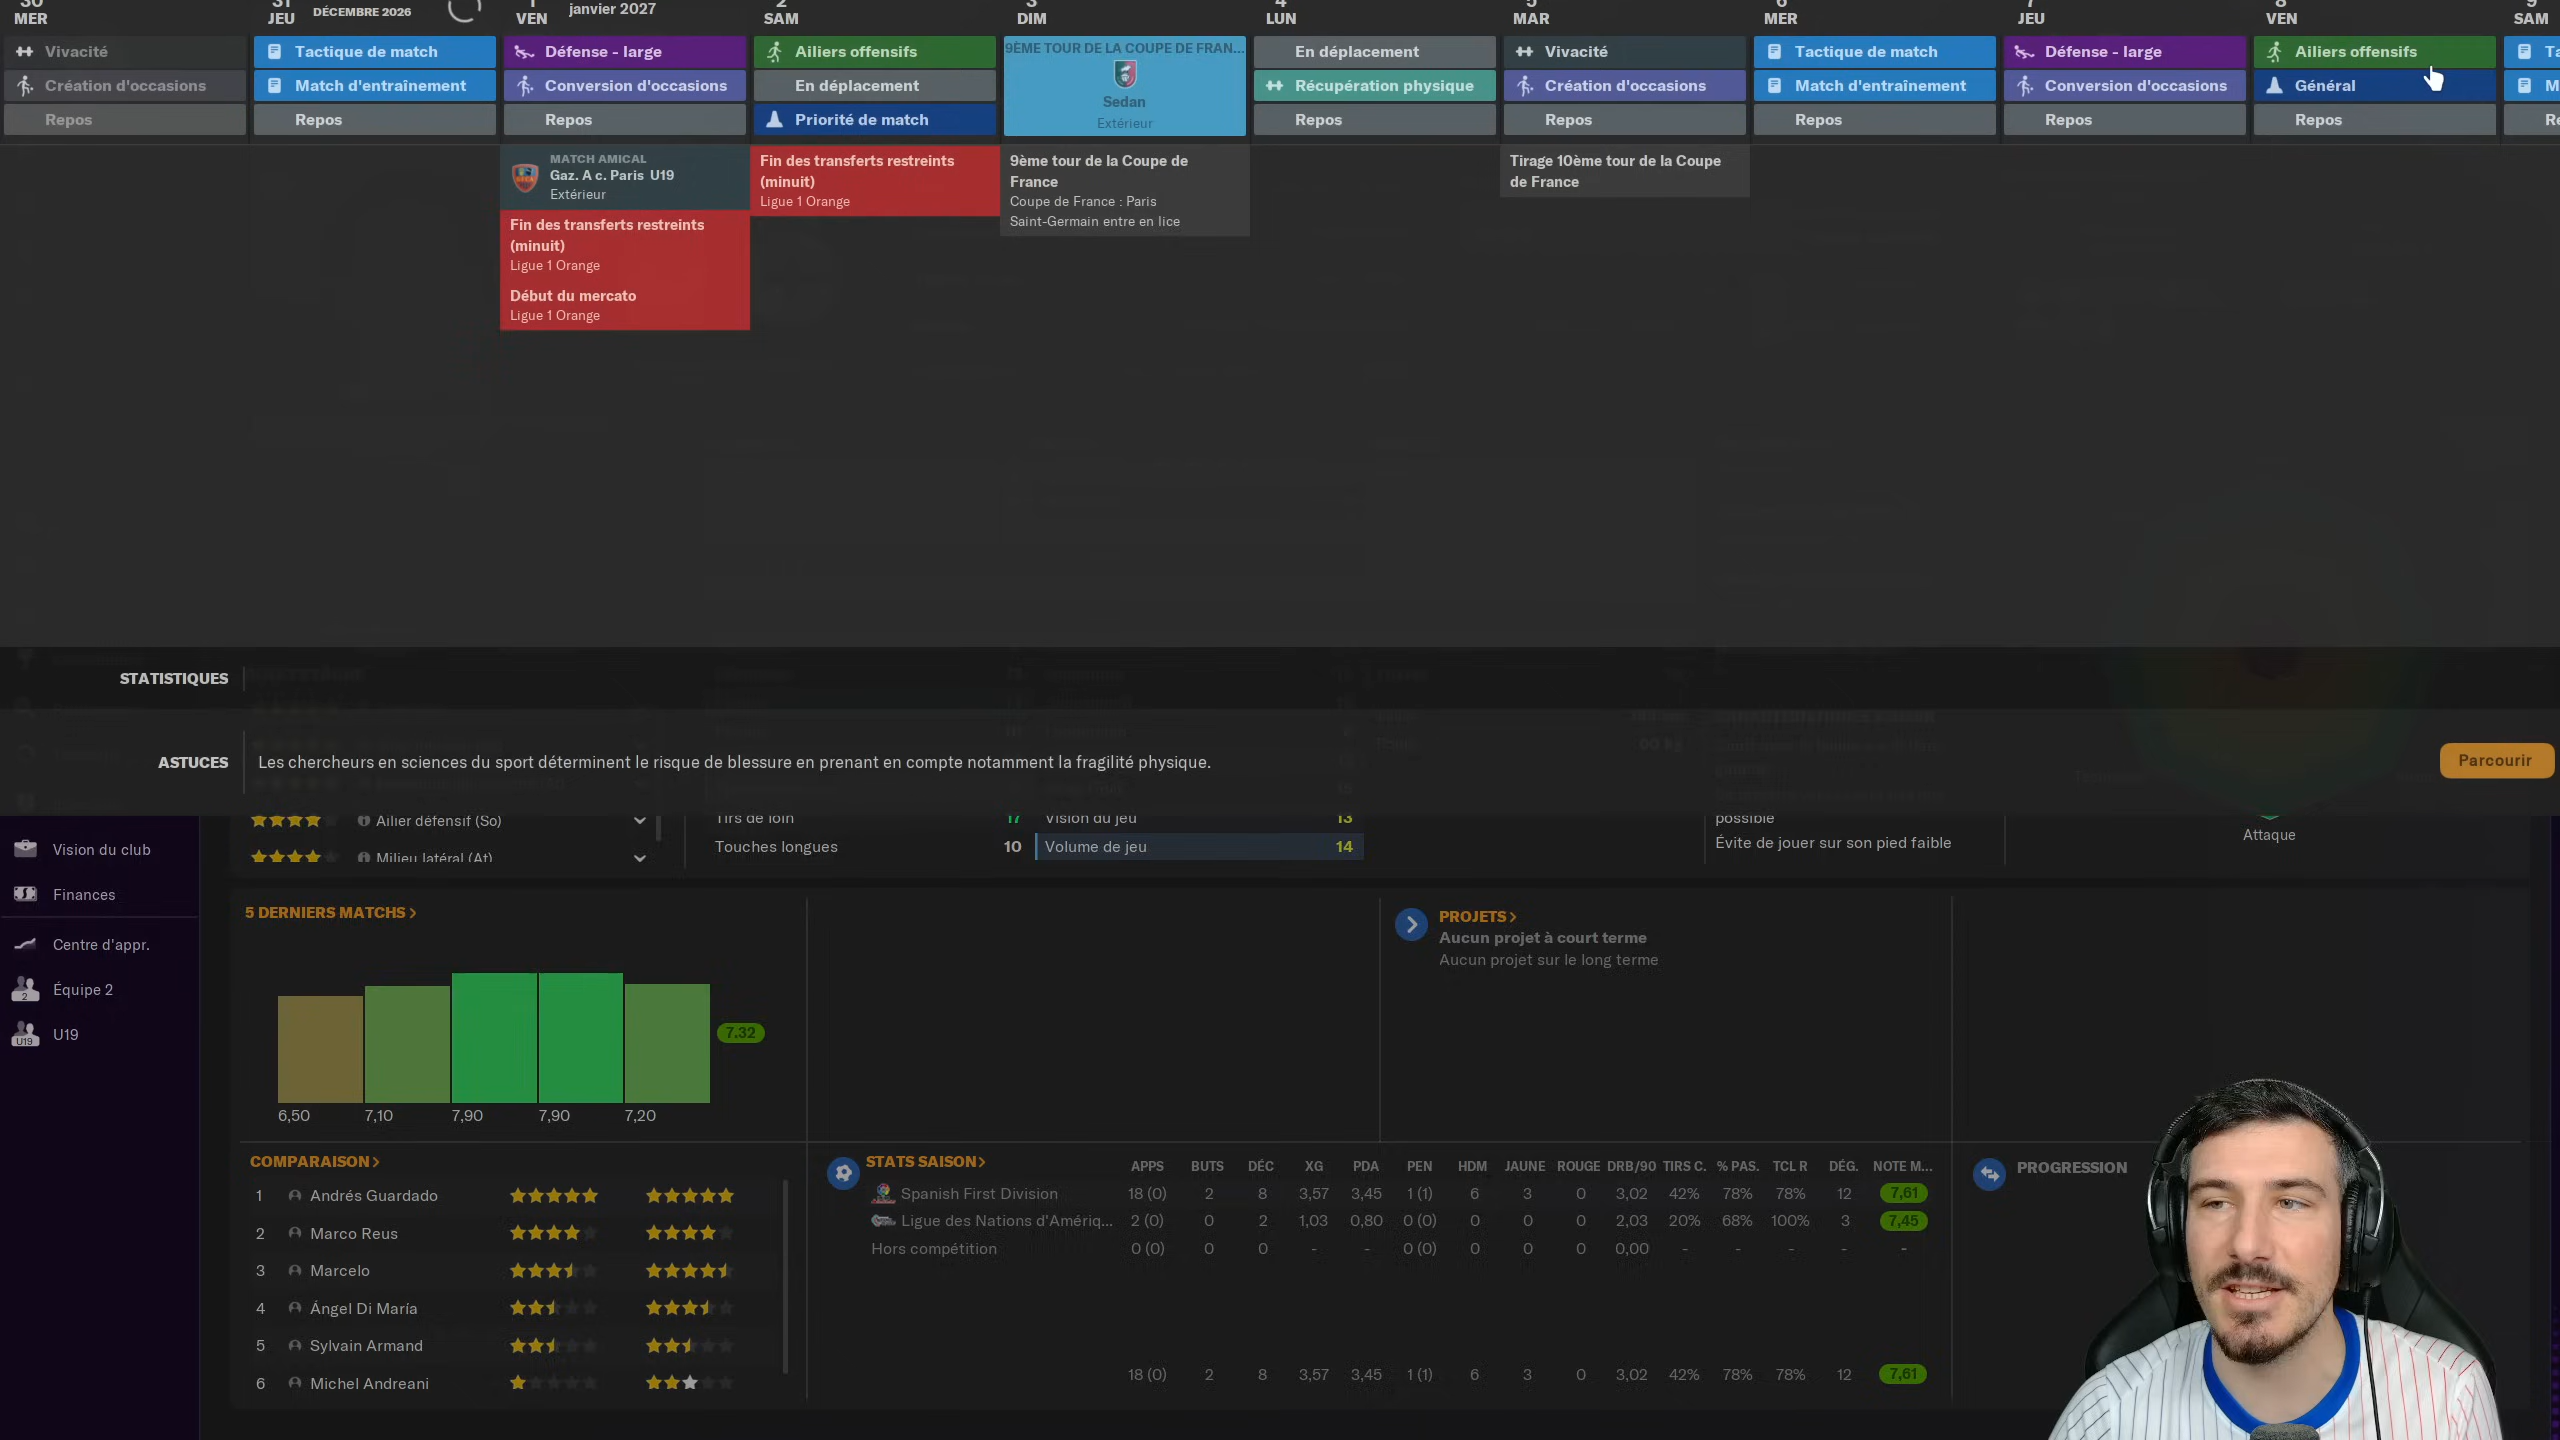 30
MER
31
JEU
DÉCEMBRE 2026
1
VEN
janvier 2027
2
SAM
3
DIM
4
LUN
5
MAR
6
MER
7
JEU
8
VEN
9
SAM
Vivacité
Création d'occasions
Repos
Tactique de match
Match d'entraînement
Repos
Défense - large
Conversion d'occasions
Repos
Ailiers offensifs
En déplacement
Priorité de match
9ÈME TOUR DE LA COUPE DE FRAN...
Sedan
Extérieur
En déplacement
Récupération physique
Repos
Vivacité
Création d'occasions
Repos
Tactique de match
Match d'entraînement
Repos
Défense - large
Conversion d'occasions
Repos
Ailiers offensifs
Général
Repos
MATCH AMICAL
Gaz. A c. Paris U19
Extérieur
Fin des transferts restreints
(minuit)
Ligue 1 Orange
Début du mercato
Ligue 1 Orange
Fin des transferts restreints
(minuit)
Ligue 1 Orange
9ème tour de la Coupe de
France
Coupe de France : Paris
Saint-Germain entre en lice
Tirage 10ème tour de la Coupe
de France
STATISTIQUES
ASTUCES
Les chercheurs en sciences du sport déterminent le risque de blessure en prenant en compte notamment la fragilité physique.
Parcourir
Vision du club
Finances
Centre d'appr.
2
Équipe 2
U19
U19
Ailier défensif (So)
Milieu latéral (At)
Tirs de loin 17
Touches longues 10
Vision du jeu 13
Volume de jeu 14
possible
Évite de jouer sur son pied faible
Attaque
5 DERNIERS MATCHS >
6,50 7,10 7,90 7,90 7,20
7.32
PROJETS >
Aucun projet à court terme
Aucun projet sur le long terme
COMPARAISON >
1 Andrés Guardado
2 Marco Reus
3 Marcelo
4 Ángel Di María
5 Sylvain Armand
6 Michel Andreani
STATS SAISON > APPS BUTS DÉC XG PDA PEN HDM JAUNE ROUGE DRB/90 TIRS C. % PAS. TCL R DÉG. NOTE M...
Spanish First Division 18 (0) 2 8 3,57 3,45 1 (1) 6 3 0 3,02 42% 78% 78% 12 7,61
Ligue des Nations d'Amériq... 2 (0) 0 2 1,03 0,80 0 (0) 0 0 0 2,03 20% 68% 100% 3 7,45
Hors compétition 0 (0) 0 0 - - 0 (0) 0 0 0 0,00 - - - - -
18 (0) 2 8 3,57 3,45 1 (1) 6 3 0 3,02 42% 78% 78% 12 7,61
PROGRESSION